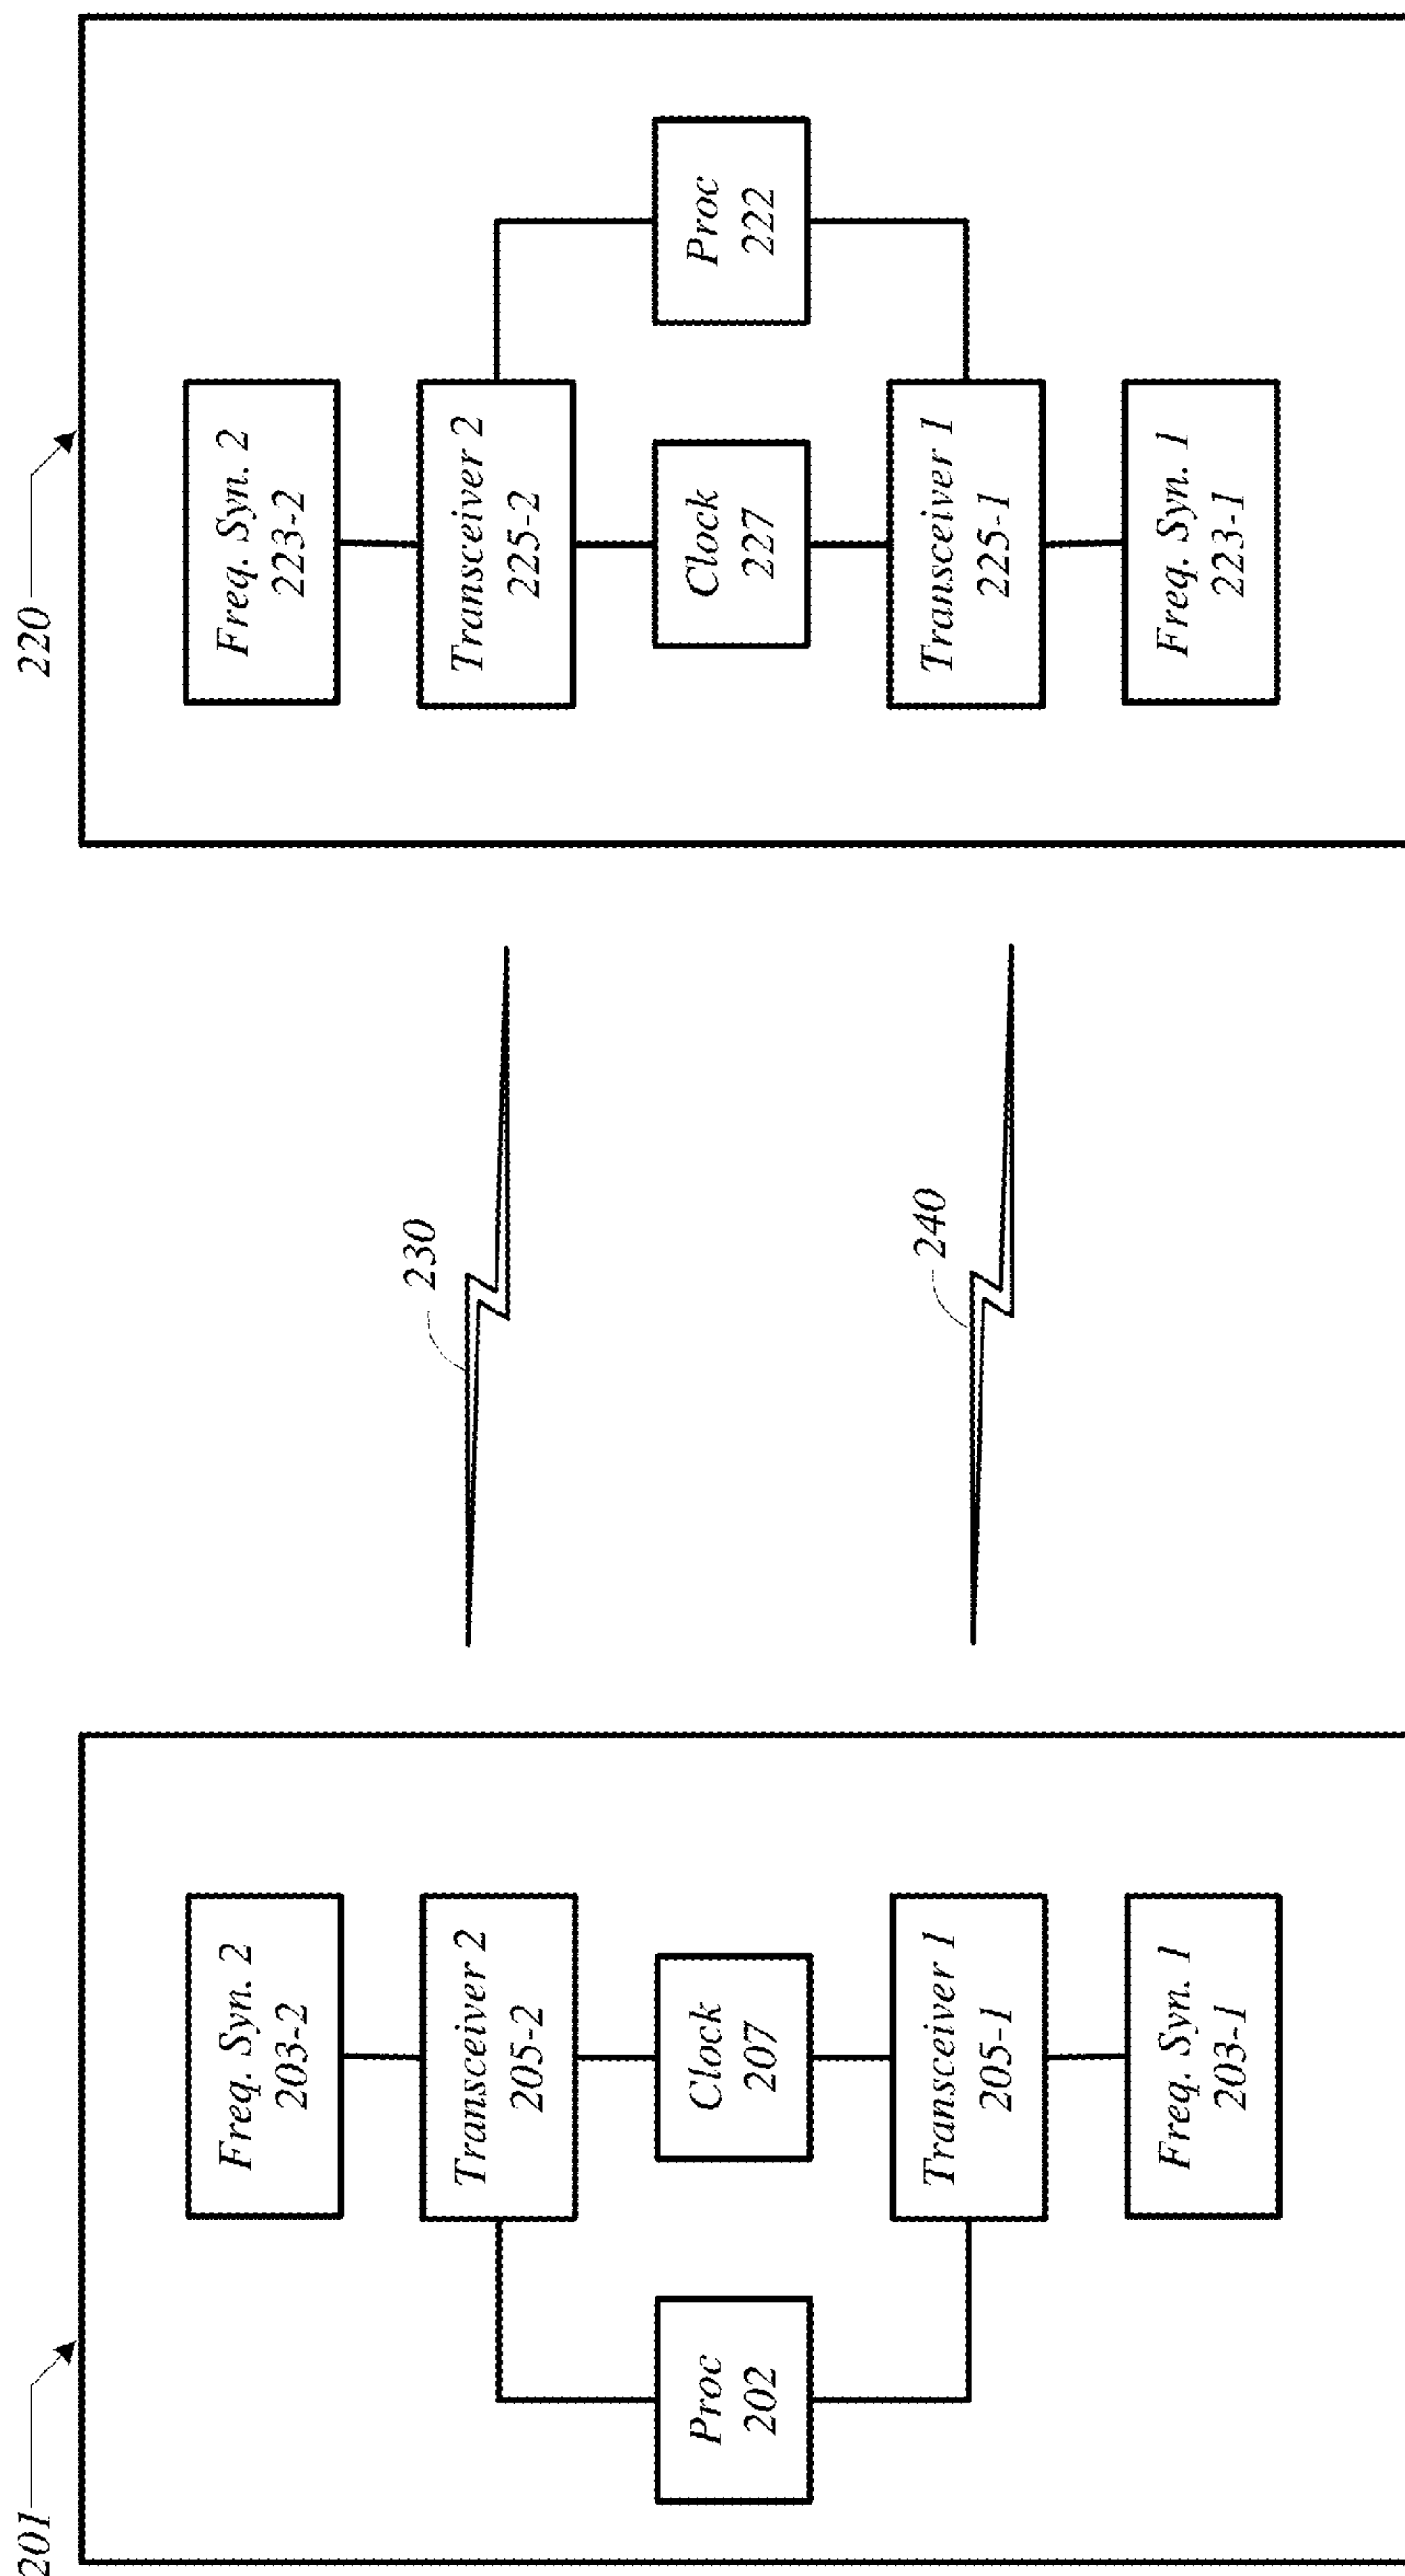 201
Freq. Syn. 2
203-2
Transceiver 2
205-2
Proc
202
Clock
207
Transceiver 1
205-1
Freq. Syn. 1
203-1
230
240
220
Freq. Syn. 2
223-2
Transceiver 2
225-2
Clock
227
Proc
222
Transceiver 1
225-1
Freq. Syn. 1
223-1